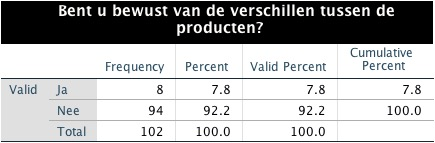 Bent u bewust van de verschillen tussen de
producten?
Frequency Percent Valid Percent Cumulative Percent
Valid Ja 8 7.8 7.8 7.8
Nee 94 92.2 92.2 100.0
Total 102 100.0 100.0